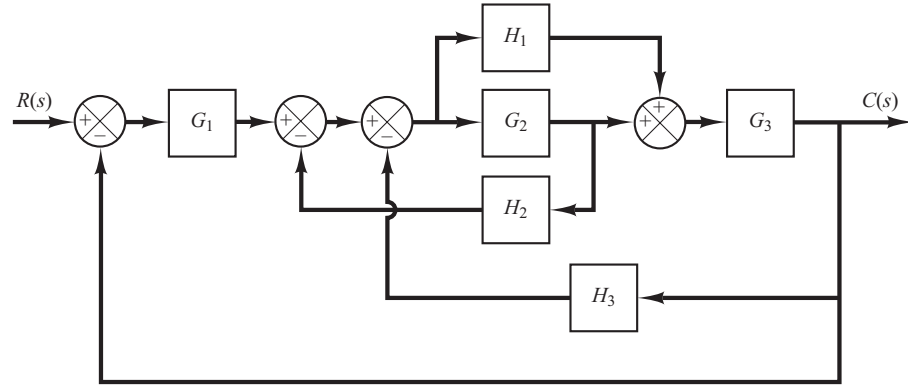 H₁
R(s) + − G₁ + − + − G₂ + + G₃ C(s)
H₂
H₃